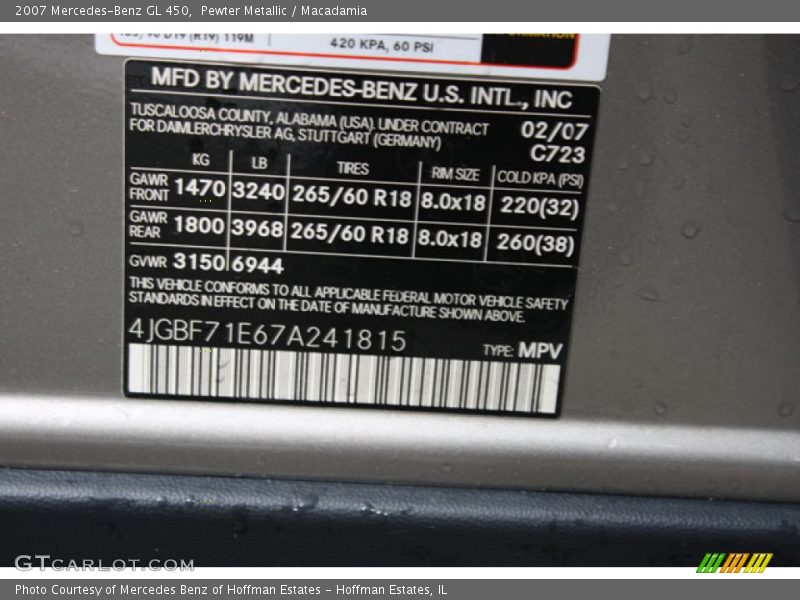 2007 Mercedes-Benz GL 450, Pewter Metallic / Macadamia
(R19) 119M
420 KPA, 60 PSI
MFD BY MERCEDES-BENZ U.S. INTL., INC
TUSCALOOSA COUNTY, ALABAMA (USA). UNDER CONTRACT
FOR DAIMLERCHRYSLER AG, STUTTGART (GERMANY)
02/07
C723
KG LB TIRES RIM SIZE COLD KPA (PSI)
GAWR FRONT 1470 3240 265/60 R18 8.0x18 220(32)
GAWR REAR 1800 3968 265/60 R18 8.0x18 260(38)
GVWR 3150 6944
THIS VEHICLE CONFORMS TO ALL APPLICABLE FEDERAL MOTOR VEHICLE SAFETY
STANDARDS IN EFFECT ON THE DATE OF MANUFACTURE SHOWN ABOVE.
4JGBF71E67A241815
TYPE: MPV
GTCARLOT.COM
Photo Courtesy of Mercedes Benz of Hoffman Estates - Hoffman Estates, IL